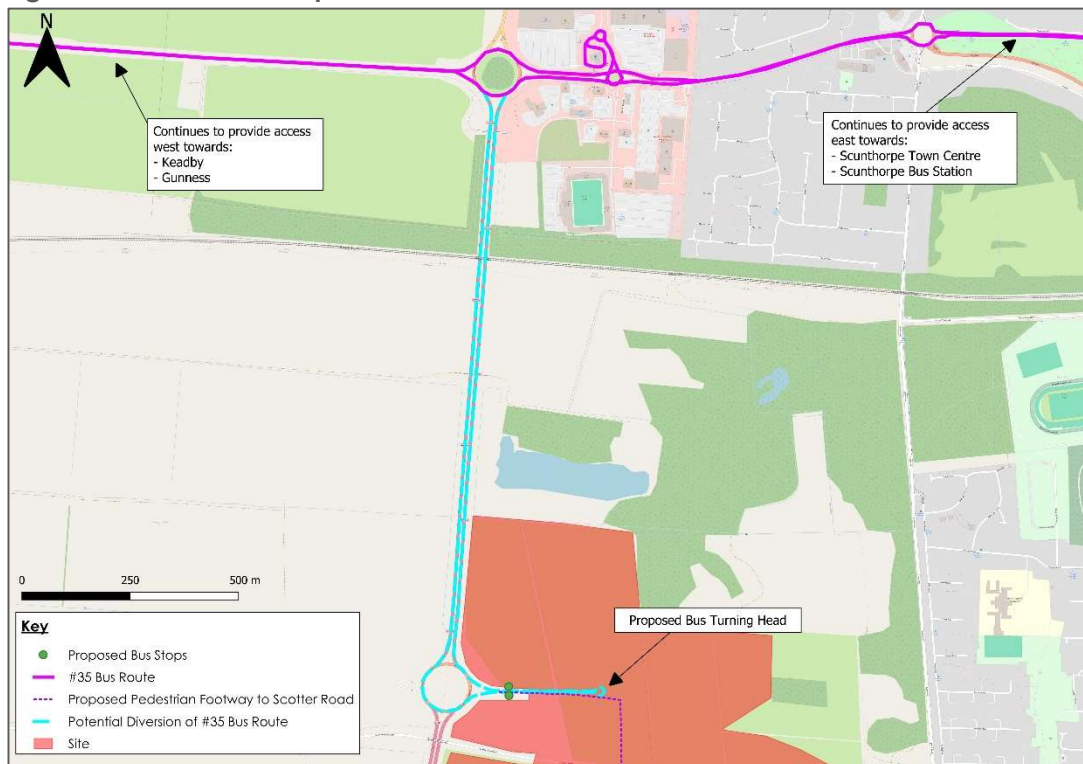 N
Continues to provide access
west towards:
- Keadby
- Gunness
Continues to provide access
east towards:
- Scunthorpe Town Centre
- Scunthorpe Bus Station
Proposed Bus Turning Head
0 250 500 m
Key
Proposed Bus Stops
#35 Bus Route
Proposed Pedestrian Footway to Scotter Road
Potential Diversion of #35 Bus Route
Site